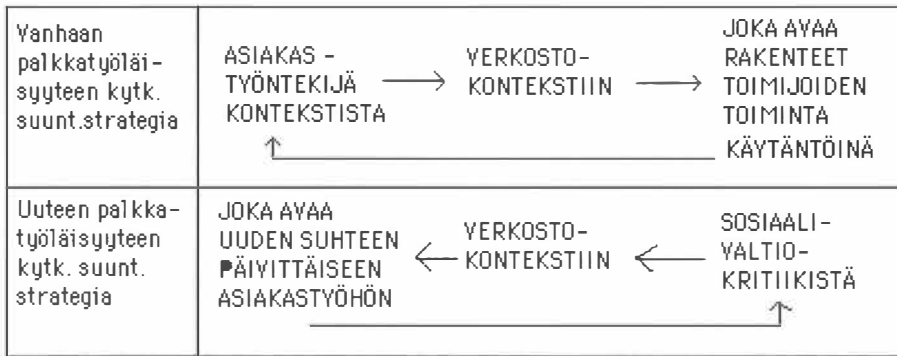 Vanhaan
palkkatyöläi-
syyteen kytk.
suunt.strategia
ASIAKAS -
TYÖNTEKIJÄ
KONTEKSTISTA
VERKOSTO-
KONTEKSTIIN
JOKA AVAA
RAKENTEET
TOIMIJOIDEN
TOIMINTA
KÄYTÄNTÖINÄ
Uuteen palkka-
työläisyyteen
kytk. suunt.
strategia
JOKA AVAA
UUDEN SUHTEEN
PÄIVITTÄISEEN
ASIAKASTYÖHÖN
VERKOSTO-
KONTEKSTIIN
SOSIAALI-
VALTIO-
KRITIIKISTÄ